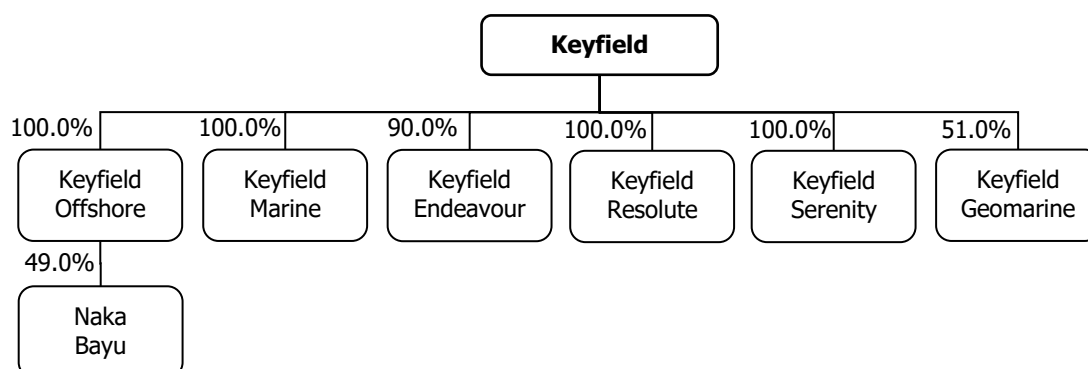 Keyfield
100.0%
100.0%
90.0%
100.0%
100.0%
51.0%
Keyfield
Offshore
Keyfield
Marine
Keyfield
Endeavour
Keyfield
Resolute
Keyfield
Serenity
Keyfield
Geomarine
49.0%
Naka
Bayu